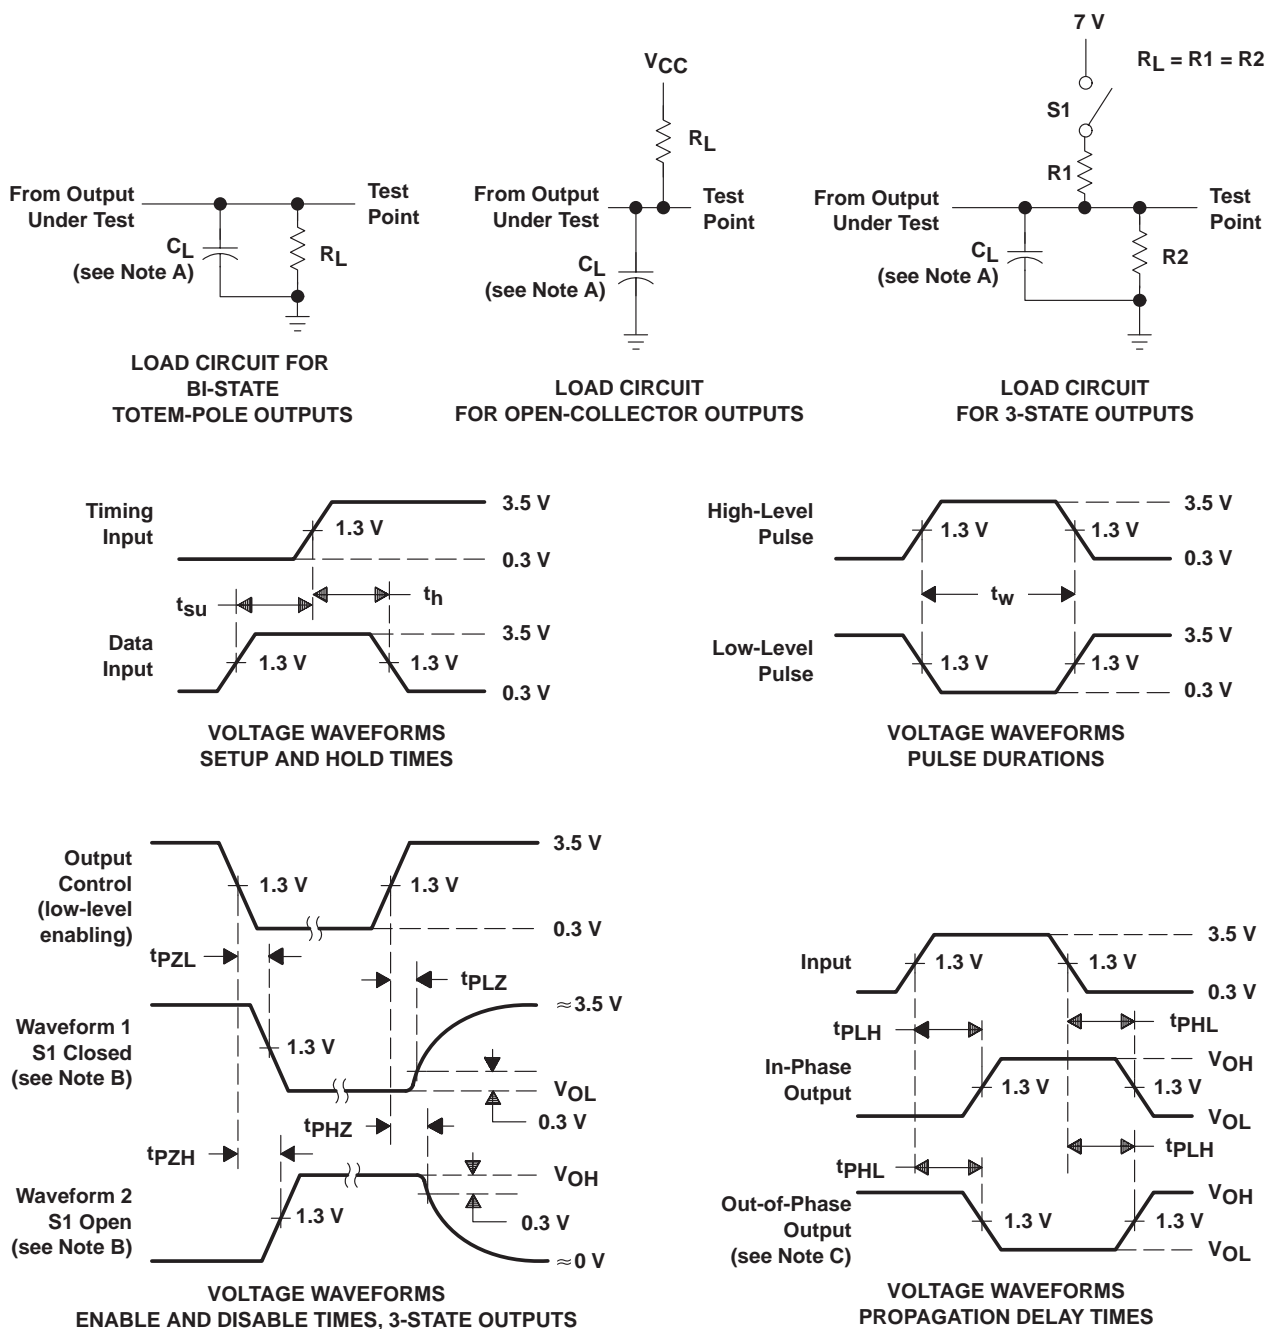 From Output
Under Test
CL
(see Note A)
RL
Test
Point
LOAD CIRCUIT FOR
BI-STATE
TOTEM-POLE OUTPUTS
VCC
RL
From Output
Under Test
CL
(see Note A)
Test
Point
LOAD CIRCUIT
FOR OPEN-COLLECTOR OUTPUTS
7 V
RL = R1 = R2
S1
R1
From Output
Under Test
CL
(see Note A)
R2
Test
Point
LOAD CIRCUIT
FOR 3-STATE OUTPUTS
Timing
Input
1.3 V
3.5 V
0.3 V
tsu
th
Data
Input
1.3 V
1.3 V
3.5 V
0.3 V
VOLTAGE WAVEFORMS
SETUP AND HOLD TIMES
High-Level
Pulse
1.3 V
1.3 V
3.5 V
0.3 V
tw
Low-Level
Pulse
1.3 V
1.3 V
3.5 V
0.3 V
VOLTAGE WAVEFORMS
PULSE DURATIONS
Output
Control
(low-level
enabling)
1.3 V
1.3 V
3.5 V
0.3 V
tPZL
tPLZ
Waveform 1
S1 Closed
(see Note B)
1.3 V
≈3.5 V
VOL
0.3 V
tPHZ
tPZH
Waveform 2
S1 Open
(see Note B)
1.3 V
VOH
0.3 V
≈0 V
VOLTAGE WAVEFORMS
ENABLE AND DISABLE TIMES, 3-STATE OUTPUTS
Input
1.3 V
1.3 V
3.5 V
0.3 V
tPLH
tPHL
In-Phase
Output
1.3 V
1.3 V
VOH
VOL
tPHL
tPLH
Out-of-Phase
Output
(see Note C)
1.3 V
1.3 V
VOH
VOL
VOLTAGE WAVEFORMS
PROPAGATION DELAY TIMES